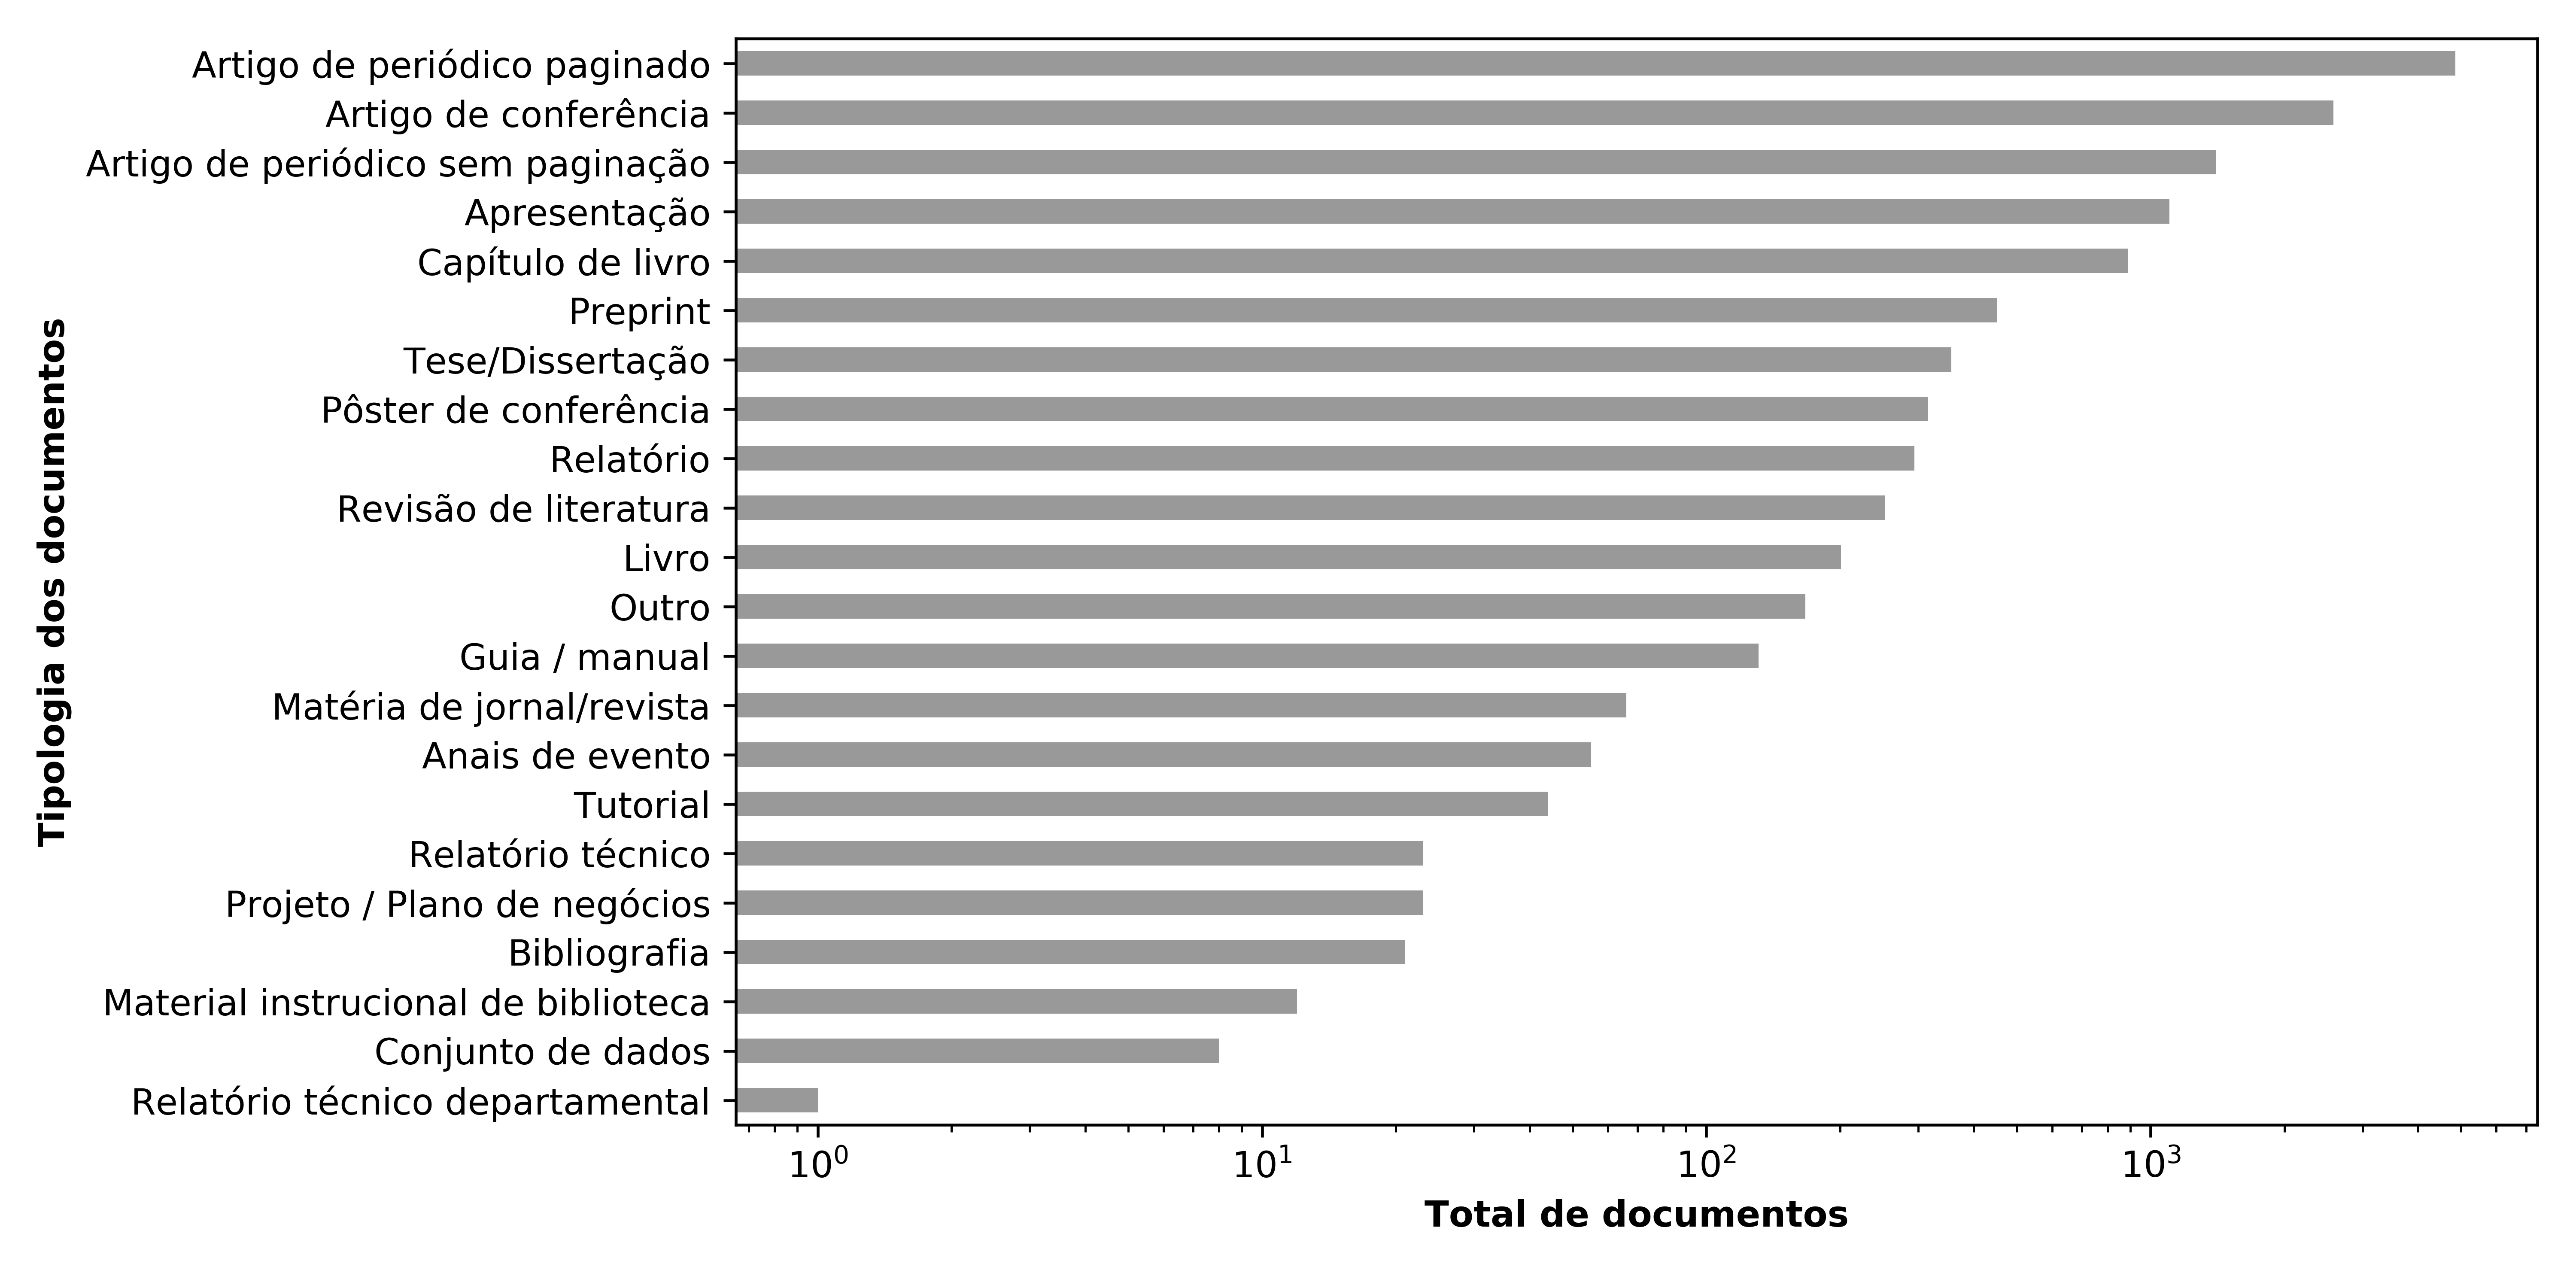 Artigo de periódico paginado
Artigo de conferência
Artigo de periódico sem paginação
Apresentação
Capítulo de livro
Preprint
Tese/Dissertação
Pôster de conferência
Relatório
Revisão de literatura
Livro
Outro
Guia / manual
Matéria de jornal/revista
Anais de evento
Tutorial
Relatório técnico
Projeto / Plano de negócios
Bibliografia
Material instrucional de biblioteca
Conjunto de dados
Relatório técnico departamental
Tipologia dos documentos
10⁰ 10¹ 10² 10³
Total de documentos